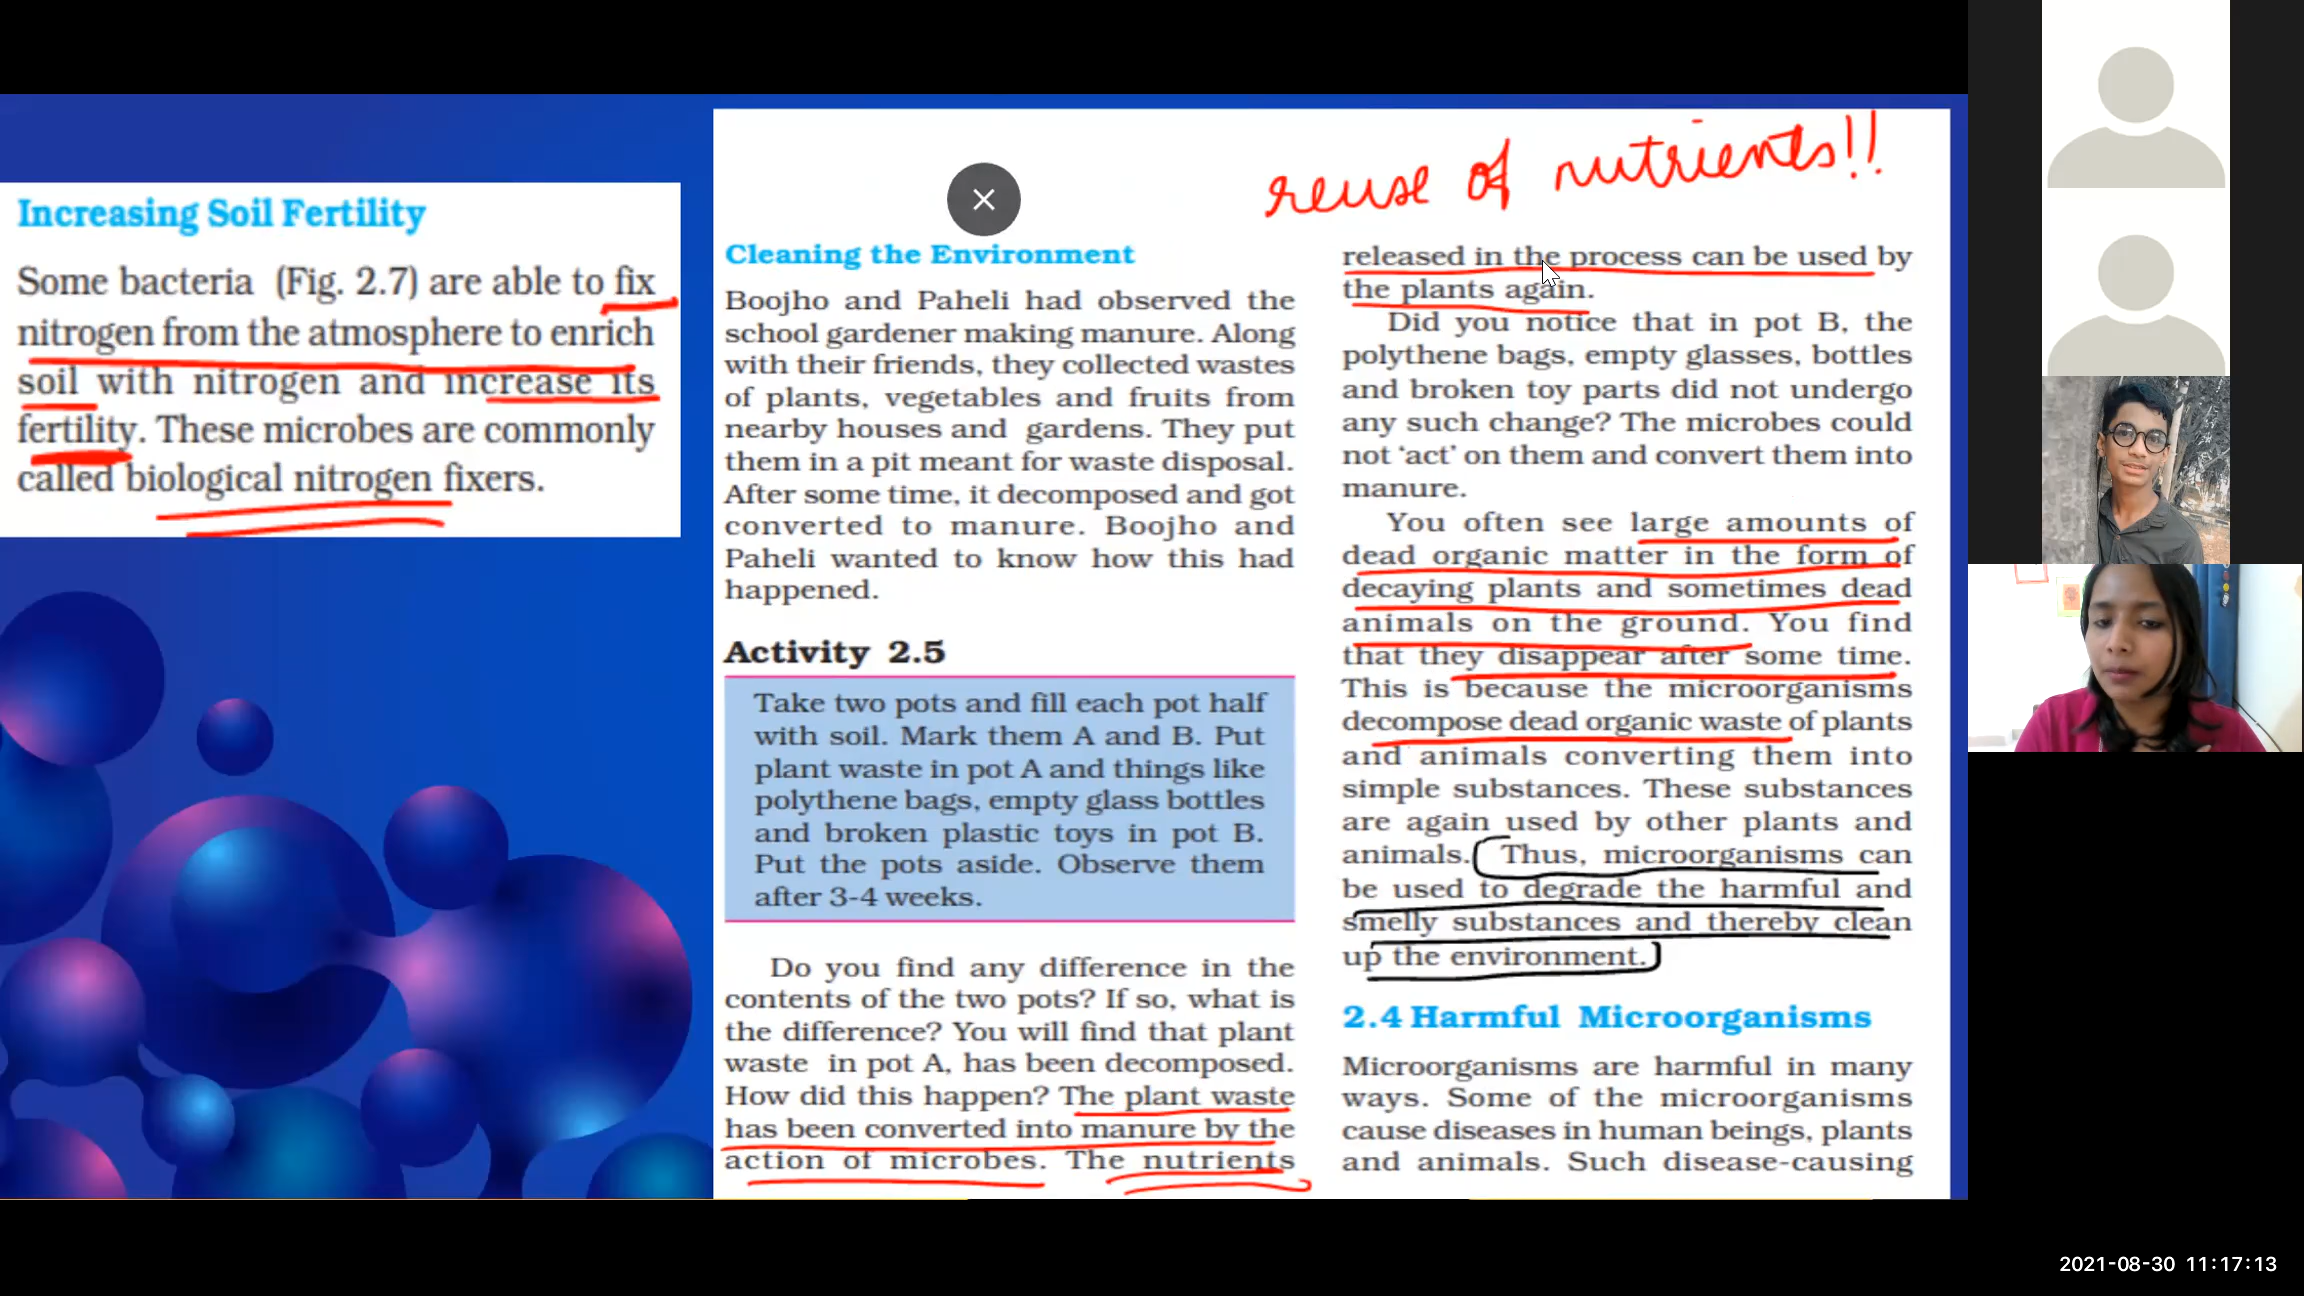 Increasing Soil Fertility
Some bacteria (Fig. 2.7) are able to fix
nitrogen from the atmosphere to enrich
soil with nitrogen and increase its
fertility. These microbes are commonly
called biological nitrogen fixers.
reuse of nutrients!!
Cleaning the Environment
Boojho and Paheli had observed the
school gardener making manure. Along
with their friends, they collected wastes
of plants, vegetables and fruits from
nearby houses and gardens. They put
them in a pit meant for waste disposal.
After some time, it decomposed and got
converted to manure. Boojho and
Paheli wanted to know how this had
happened.
Activity 2.5
Take two pots and fill each pot half
with soil. Mark them A and B. Put
plant waste in pot A and things like
polythene bags, empty glass bottles
and broken plastic toys in pot B.
Put the pots aside. Observe them
after 3-4 weeks.
Do you find any difference in the
contents of the two pots? If so, what is
the difference? You will find that plant
waste in pot A, has been decomposed.
How did this happen? The plant waste
has been converted into manure by the
action of microbes. The nutrients
released in the process can be used by
the plants again.
Did you notice that in pot B, the
polythene bags, empty glasses, bottles
and broken toy parts did not undergo
any such change? The microbes could
not ‘act’ on them and convert them into
manure.
You often see large amounts of
dead organic matter in the form of
decaying plants and sometimes dead
animals on the ground. You find
that they disappear after some time.
This is because the microorganisms
decompose dead organic waste of plants
and animals converting them into
simple substances. These substances
are again used by other plants and
animals. Thus, microorganisms can
be used to degrade the harmful and
smelly substances and thereby clean
up the environment.
2.4 Harmful Microorganisms
Microorganisms are harmful in many
ways. Some of the microorganisms
cause diseases in human beings, plants
and animals. Such disease-causing
2021-08-30 11:17:13